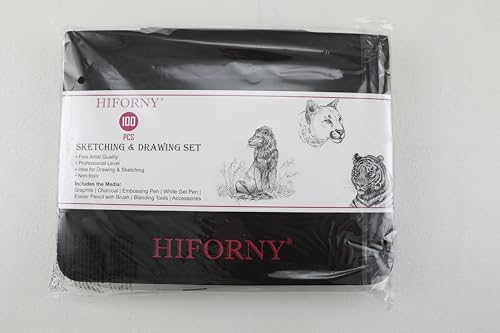 HIFORNY®
100
PCS
SKETCHING & DRAWING SET
• Fine Artist Quality
• Professional Level
• Idea for Drawing & Sketching
• Non-toxic
Includes the Media:
Graphite | Charcoal | Embossing Pen | White Gel Pen |
Eraser Pencil with Brush | Blending Tools | Accessories
HIFORNY®